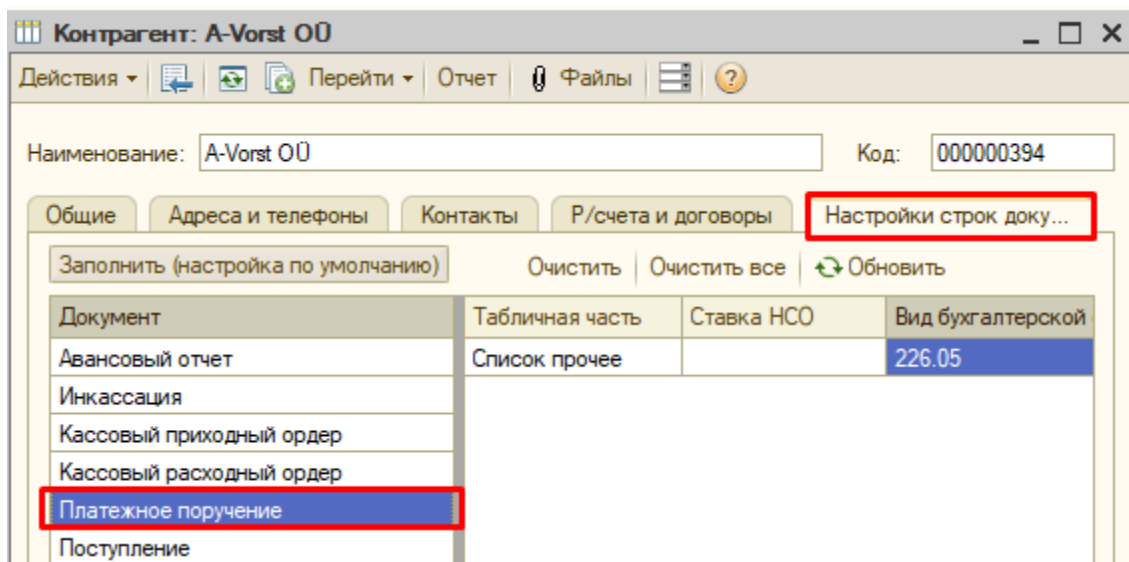 Контрагент: A-Vorst OÜ
Действия Перейти Отчет Файлы
Наименование: A-Vorst OÜ Код: 000000394
Общие Адреса и телефоны Контакты Р/счета и договоры Настройки строк доку...
Заполнить (настройка по умолчанию) Очистить Очистить все Обновить
Документ Табличная часть Ставка НСО Вид бухгалтерской
Авансовый отчет Список прочее 226.05
Инкассация
Кассовый приходный ордер
Кассовый расходный ордер
Платежное поручение
Поступление